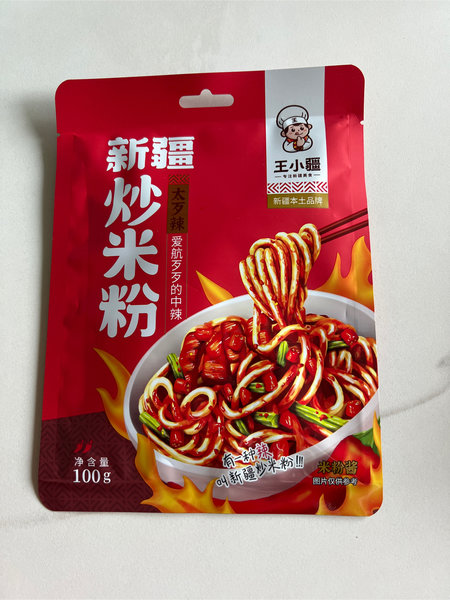 王
王小疆
专注新疆美食
新疆本土品牌
新疆
炒米粉
太歹辣
爱航歹歹的中辣
净含量
100g
有一种辣
叫新疆炒米粉!!!
米粉酱
图片仅供参考